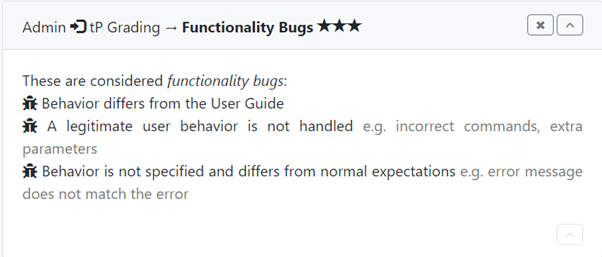 Admin tP Grading → Functionality Bugs ★★★
These are considered functionality bugs:
Behavior differs from the User Guide
A legitimate user behavior is not handled e.g. incorrect commands, extra
parameters
Behavior is not specified and differs from normal expectations e.g. error message
does not match the error